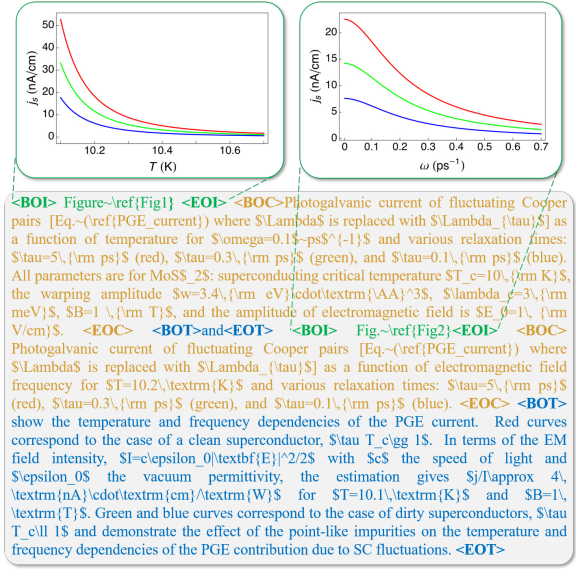 50
40
30
20
10
0
j_s (nA/cm)
10.2 10.4 10.6
T (K)
20
15
10
5
0
j_s (nA/cm)
0.0 0.1 0.2 0.3 0.4 0.5 0.6 0.7
ω (ps⁻¹)
<BOI> Figure~\ref{Fig1} <EOI> <BOC>Photogalvanic current of fluctuating Cooper
pairs [Eq.~(\ref{PGE_current}) where $\Lambda$ is replaced with $\Lambda_{\tau}$] as
a function of temperature for $\omega=0.1$~ps$^{-1}$ and various relaxation times:
$\tau=5\,{\rm ps}$ (red), $\tau=0.3\,{\rm ps}$ (green), and $\tau=0.1\,{\rm ps}$ (blue).
All parameters are for MoS$_2$: superconducting critical temperature $T_c=10\,{\rm K}$,
the warping amplitude $w=3.4\,{\rm eV}\cdot\textrm{\AA}^3$, $\lambda_c=3\,{\rm
meV}$, $B=1 \,{\rm T}$, and the amplitude of electromagnetic field is $E_0=1\, {\rm
V/cm}$. <EOC> <BOT>and<EOT> <BOI> Fig.~\ref{Fig2}<EOI> <BOC>
Photogalvanic current of fluctuating Cooper pairs [Eq.~(\ref{PGE_current}) where
$\Lambda$ is replaced with $\Lambda_{\tau}$] as a function of electromagnetic field
frequency for $T=10.2\,\textrm{K}$ and various relaxation times: $\tau=5\,{\rm ps}$
(red), $\tau=0.3\,{\rm ps}$ (green), and $\tau=0.1\,{\rm ps}$ (blue). <EOC> <BOT>
show the temperature and frequency dependencies of the PGE current. Red curves
correspond to the case of a clean superconductor, $\tau T_c\gg 1$. In terms of the EM
field intensity, $I=c\epsilon_0|\textbf{E}|^2/2$ with $c$ the speed of light and
$\epsilon_0$ the vacuum permittivity, the estimation gives $j/I\approx 4\,
\textrm{nA}\cdot\textrm{cm}/\textrm{W}$ for $T=10.1\,\textrm{K}$ and $B=1\,
\textrm{T}$. Green and blue curves correspond to the case of dirty superconductors, $\tau
T_c\ll 1$ and demonstrate the effect of the point-like impurities on the temperature and
frequency dependencies of the PGE contribution due to SC fluctuations. <EOT>